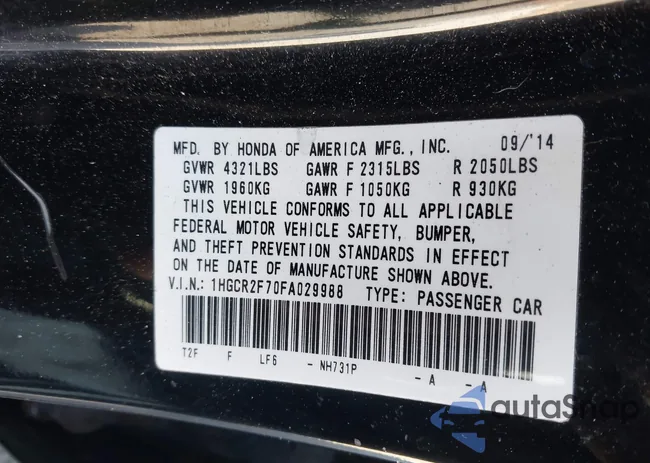 MFD. BY HONDA OF AMERICA MFG., INC. 09/'14
GVWR 4321LBS GAWR F 2315LBS R 2050LBS
GVWR 1960KG GAWR F 1050KG R 930KG
THIS VEHICLE CONFORMS TO ALL APPLICABLE
FEDERAL MOTOR VEHICLE SAFETY, BUMPER,
AND THEFT PREVENTION STANDARDS IN EFFECT
ON THE DATE OF MANUFACTURE SHOWN ABOVE.
V.I.N.: 1HGCR2F70FA029988 TYPE: PASSENGER CAR
T2F F LF6 - NH731P - A - A
autoSnap